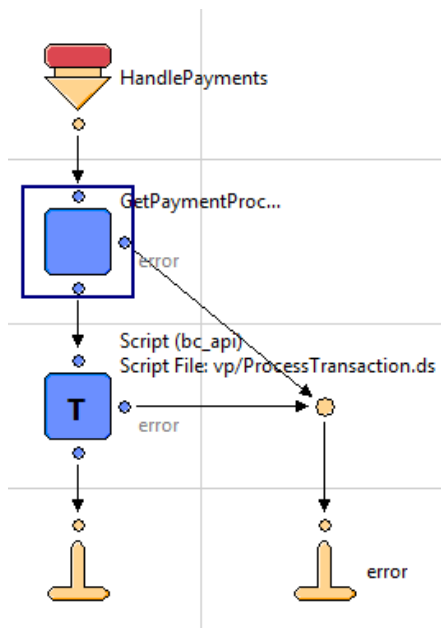 HandlePayments
GetPaymentProc...
error
Script (bc_api)
Script File: vp/ProcessTransaction.ds
T
error
error